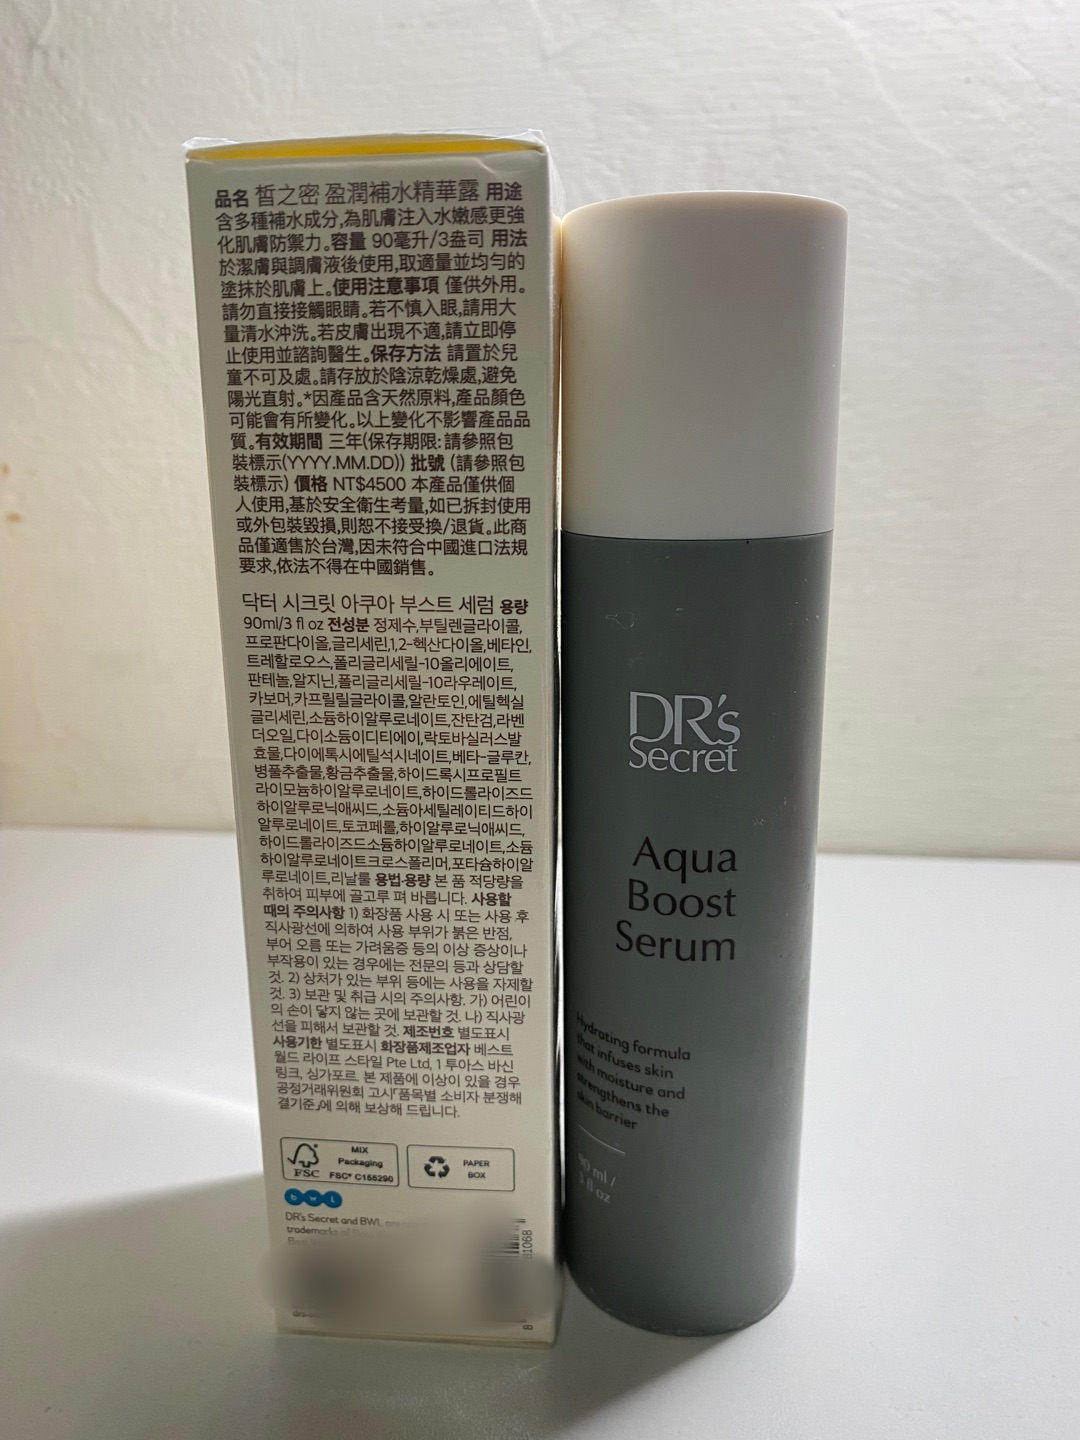 品名 皙之密 盈潤補水精華露 用途
含多種補水成分,為肌膚注入水嫩感更強
化肌膚防禦力。容量 90毫升/3盎司 用法
於潔膚與調膚液後使用,取適量並均勻的
塗抹於肌膚上。使用注意事項 僅供外用。
請勿直接接觸眼睛。若不慎入眼,請用大
量清水沖洗。若皮膚出現不適,請立即停
止使用並諮詢醫生。保存方法 請置於兒
童不可及處。請存放於陰涼乾燥處,避免
陽光直射。*因產品含天然原料,產品顏色
可能會有所變化。以上變化不影響產品品
質。有效期間 三年(保存期限: 請參照包
裝標示(YYYY.MM.DD)) 批號 (請參照包
裝標示) 價格 NT$4500 本產品僅供個
人使用,基於安全衛生考量,如已拆封使用
或外包裝毀損,則恕不接受換/退貨。此商
品僅適售於台灣,因未符合中國進口法規
要求,依法不得在中國銷售。
닥터 시크릿 아쿠아 부스트 세럼 용량
90ml/3 fl oz 전성분 정제수,부틸렌글라이콜,
프로판다이올,글리세린,1,2-헥산다이올,베타인,
트레할로오스,폴리글리세릴-10올리에이트,
판테놀,알지닌,폴리글리세릴-10라우레이트,
카보머,카프릴릴글라이콜,알란토인,에틸헥실
글리세린,소듐하이알루로네이트,잔탄검,라벤
더오일,다이소듐이디티에이,락토바실러스발
효물,다이에톡시에틸석시네이트,베타-글루칸,
병풀추출물,황금추출물,하이드록시프로필트
라이모늄하이알루로네이트,하이드롤라이즈드
하이알루로닉애씨드,소듐아세틸레이티드하이
알루로네이트,토코페롤,하이알루로닉애씨드,
하이드롤라이즈드소듐하이알루로네이트,소듐
하이알루로네이트크로스폴리머,포타슘하이알
루로네이트,리날룰 용법·용량 본 품 적당량을
취하여 피부에 골고루 펴 바릅니다. 사용할
때의 주의사항 1) 화장품 사용 시 또는 사용 후
직사광선에 의하여 사용 부위가 붉은 반점,
부어 오름 또는 가려움증 등의 이상 증상이나
부작용이 있는 경우에는 전문의 등과 상담할
것. 2) 상처가 있는 부위 등에는 사용을 자제할
것. 3) 보관 및 취급 시의 주의사항. 가) 어린이
의 손이 닿지 않는 곳에 보관할 것. 나) 직사광
선을 피해서 보관할 것. 제조번호 별도표시
사용기한 별도표시 화장품제조업자 베스트
월드 라이프 스타일 Pte Ltd, 1 투아스 바신
링크, 싱가포르. 본 제품에 이상이 있을 경우
공정거래위원회 고시「품목별 소비자 분쟁해
결기준」에 의해 보상해 드립니다.
FSC
MIX
Packaging
FSC® C155290
PAPER
BOX
bwL
DR's Secret and BWL
trademarks of
DR's
Secret
Aqua
Boost
Serum
Hydrating formula
that infuses skin
with moisture and
strengthens the
skin barrier
90 ml /
3 fl oz